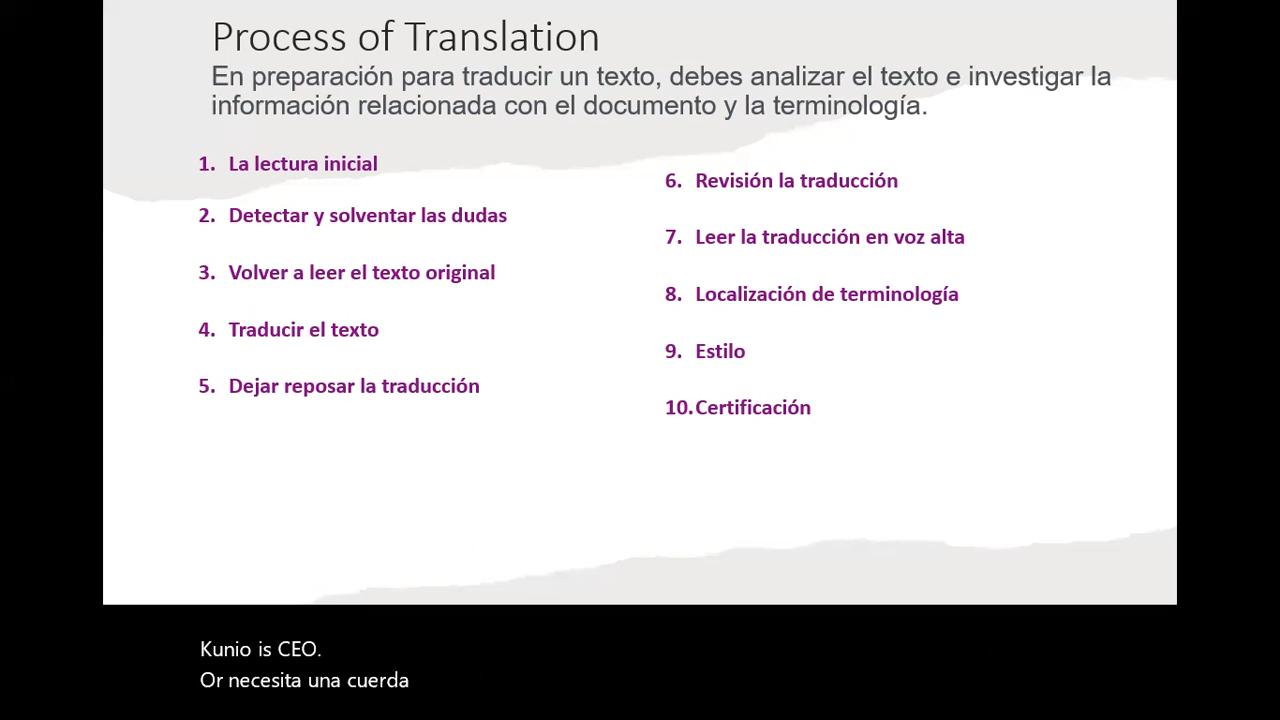 Process of Translation
En preparación para traducir un texto, debes analizar el texto e investigar la
información relacionada con el documento y la terminología.
1. La lectura inicial
2. Detectar y solventar las dudas
3. Volver a leer el texto original
4. Traducir el texto
5. Dejar reposar la traducción
6. Revisión la traducción
7. Leer la traducción en voz alta
8. Localización de terminología
9. Estilo
10. Certificación
Kunio is CEO.
Or necesita una cuerda